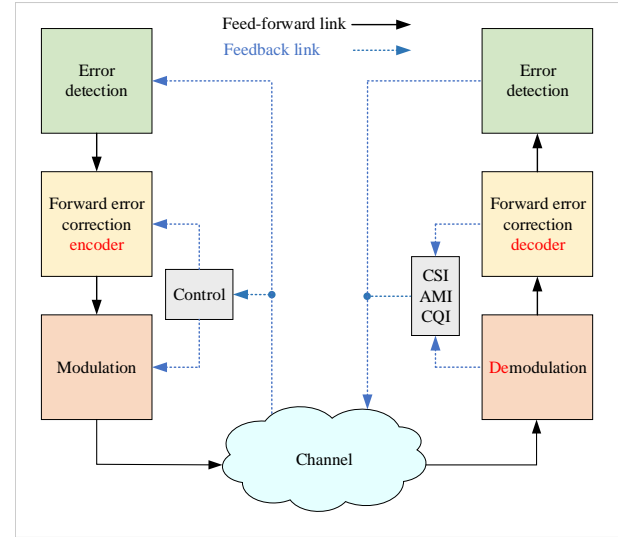 Feed-forward link
Feedback link
Error
detection
Forward error
correction
encoder
Control
Modulation
Channel
Error
detection
Forward error
correction
decoder
CSI
AMI
CQI
Demodulation